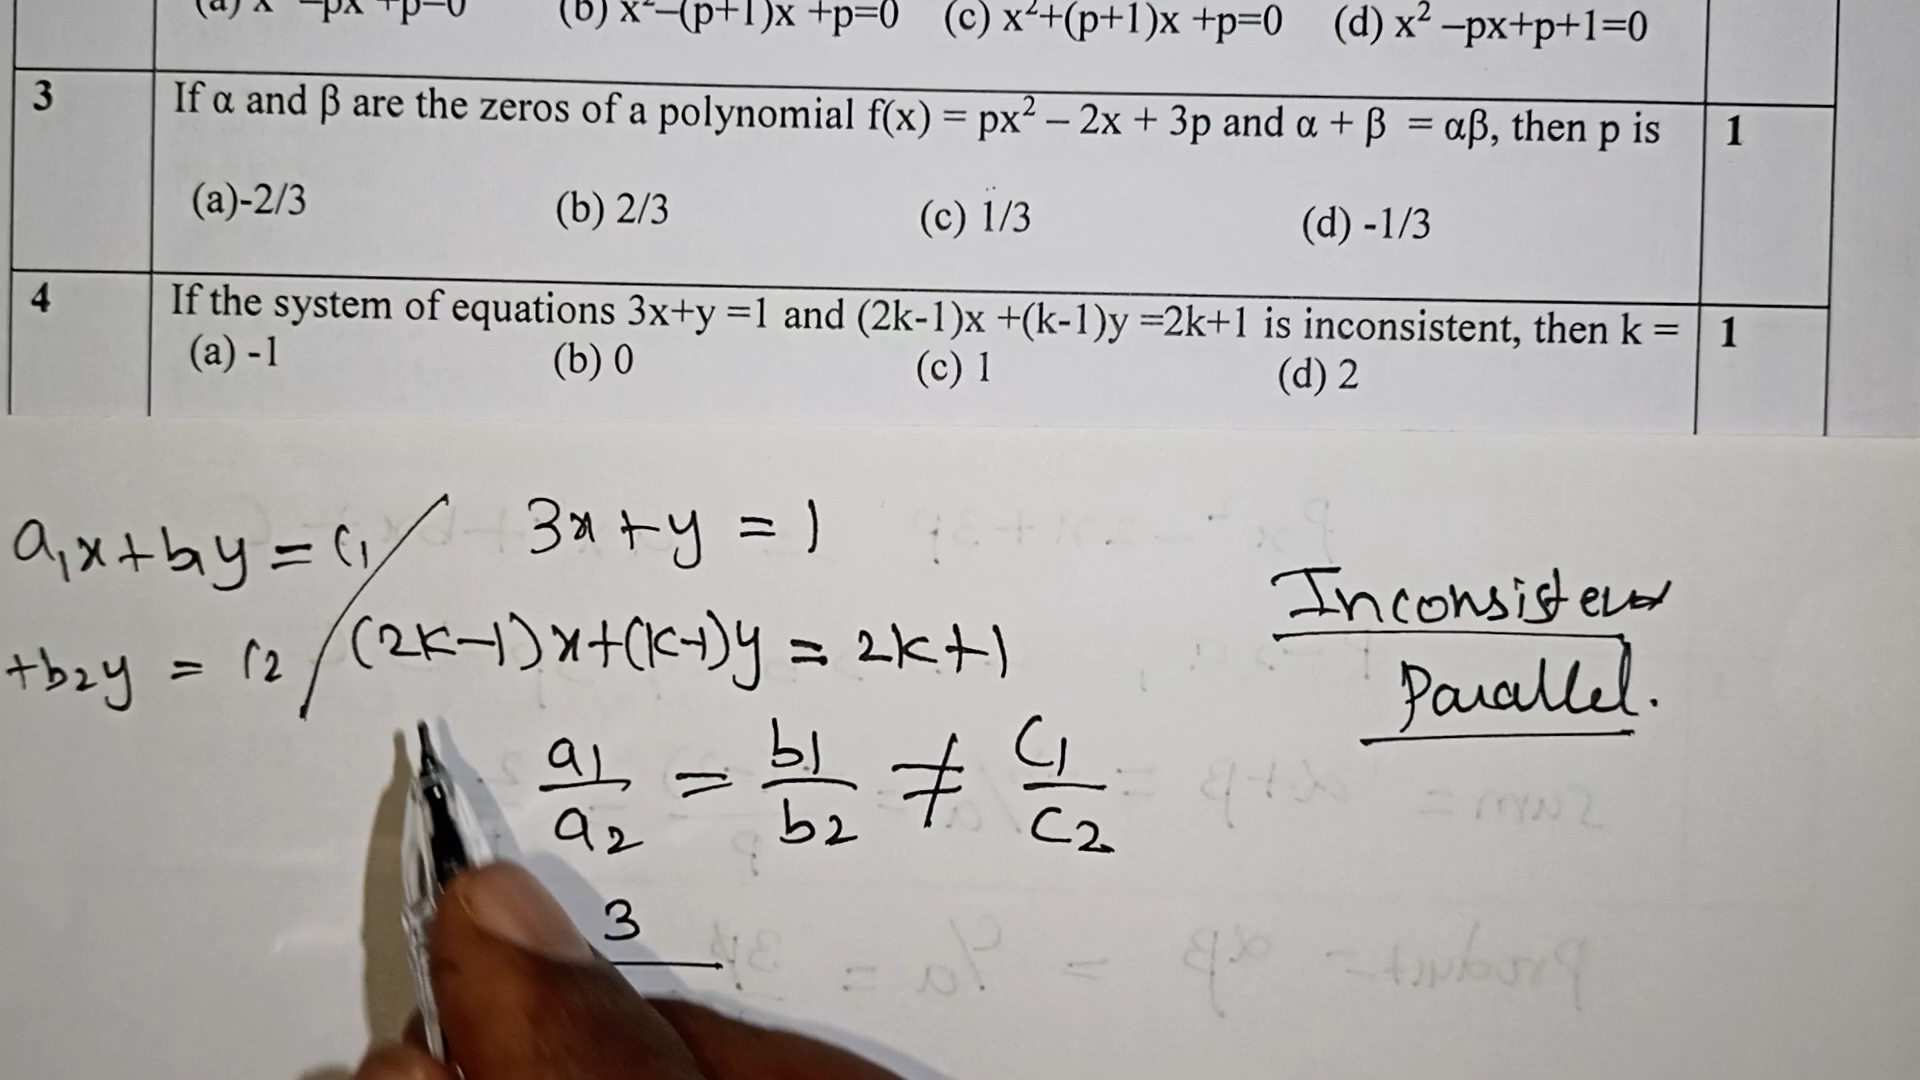 (b) x²–(p+1)x +p=0 (c) x²+(p+1)x +p=0 (d) x² –px+p+1=0
3 If α and β are the zeros of a polynomial f(x) = px² – 2x + 3p and α + β = αβ, then p is 1
(a)-2/3 (b) 2/3 (c) 1/3 (d) -1/3
4 If the system of equations 3x+y =1 and (2k-1)x +(k-1)y =2k+1 is inconsistent, then k = 1
(a) -1 (b) 0 (c) 1 (d) 2
a₁x+b₁y = c₁ / 3x+y = 1
+b₂y = c₂ / (2k-1)x+(k-1)y = 2k+1
Inconsistent
Parallel.
a₁/a₂ = b₁/b₂ ≠ c₁/c₂
3